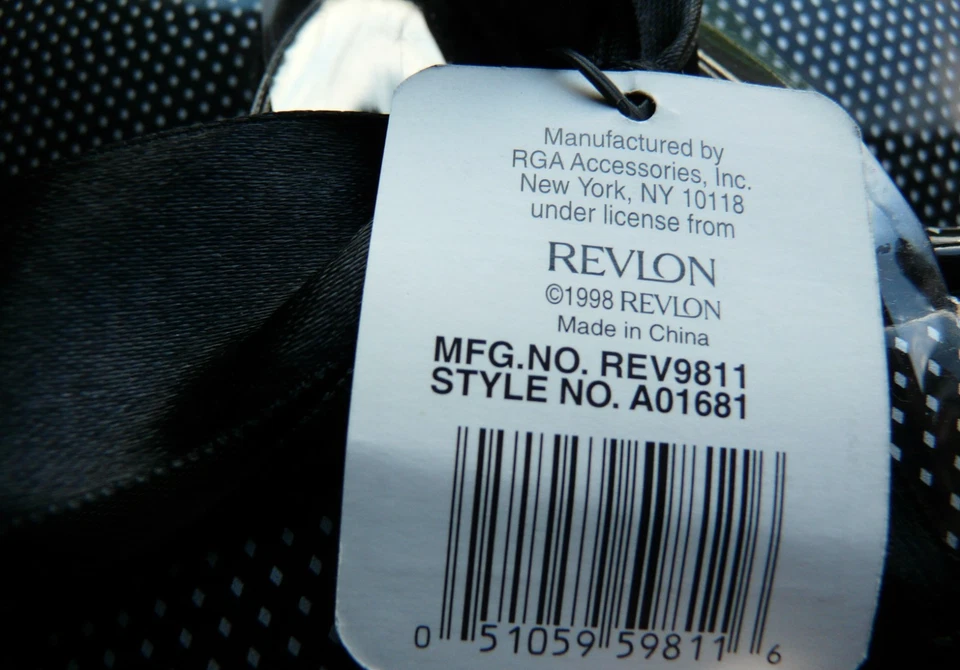 Manufactured by
RGA Accessories, Inc.
New York, NY 10118
under license from
REVLON
©1998 REVLON
Made in China
MFG.NO. REV9811
STYLE NO. A01681
0 51059 59811 6